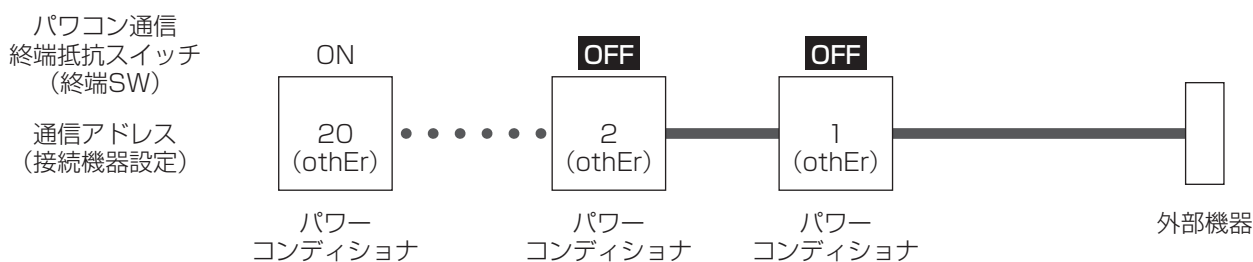 パワコン通信
終端抵抗スイッチ
（終端SW）
ON
OFF
OFF
通信アドレス
（接続機器設定）
20
（othEr）
2
（othEr）
1
（othEr）
パワー
コンディショナ
パワー
コンディショナ
パワー
コンディショナ
外部機器